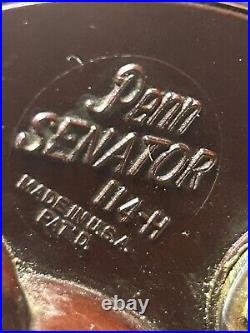 Penn
SENATOR
114-H
MADE IN U.S.A.
PAT'D.